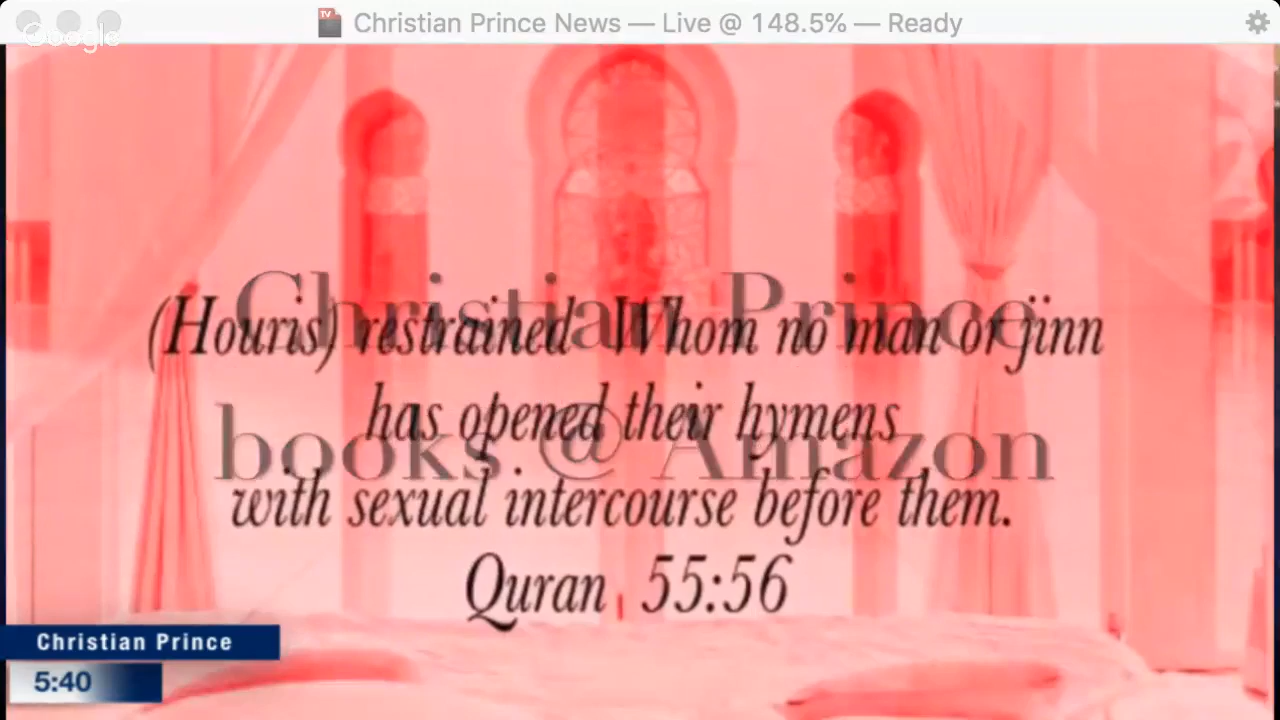 Christian Prince News — Live @ 148.5% — Ready
Google
Christian Prince
books @ Amazon
(Houris) restrained Whom no man or jinn
has opened their hymens
with sexual intercourse before them.
Quran 55:56
Christian Prince
5:40